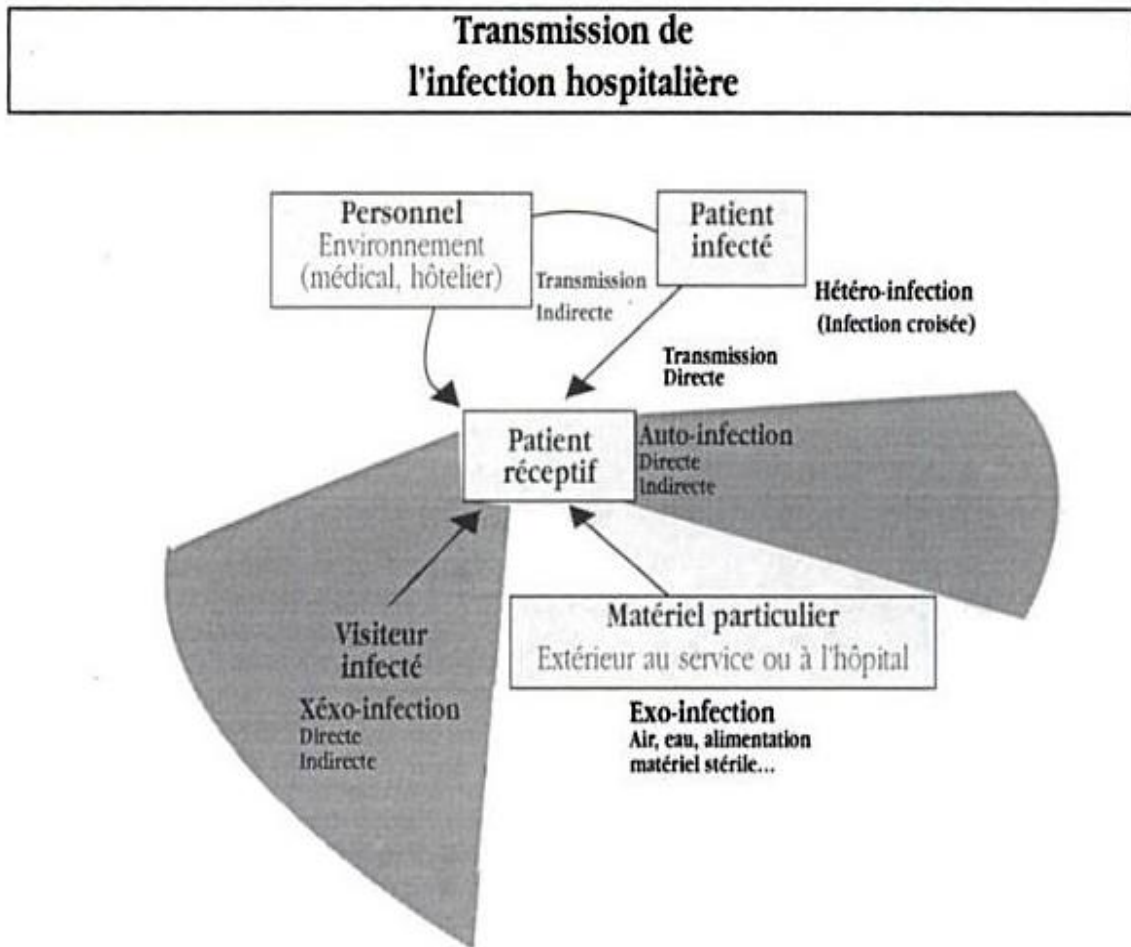 Transmission de
l'infection hospitalière
Personnel
Environnement
(médical, hôtelier)
Patient
infecté
Transmission
Indirecte
Hétéro-infection
(Infection croisée)
Transmission
Directe
Patient
réceptif
Auto-infection
Directe
Indirecte
Visiteur
infecté
Xéxo-infection
Directe
Indirecte
Matériel particulier
Extérieur au service ou à l'hôpital
Exo-infection
Air, eau, alimentation
matériel stérile...